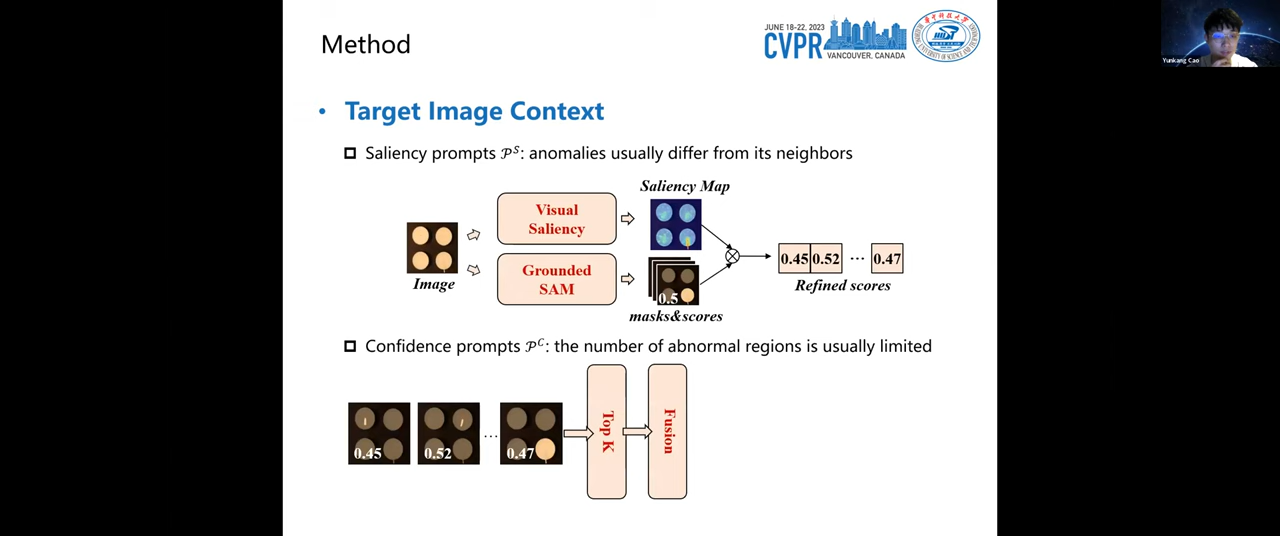 Method
JUNE 18-22, 2023
CVPR
VANCOUVER, CANADA
Yunkang Cao
• Target Image Context
Saliency prompts 𝒫ˢ: anomalies usually differ from its neighbors
Saliency Map
Visual
Saliency
Image
Grounded
SAM
0.5
masks&scores
0.45 0.52 ... 0.47
Refined scores
Confidence prompts 𝒫ᶜ: the number of abnormal regions is usually limited
0.45 0.52 ... 0.47
Top K
Fusion